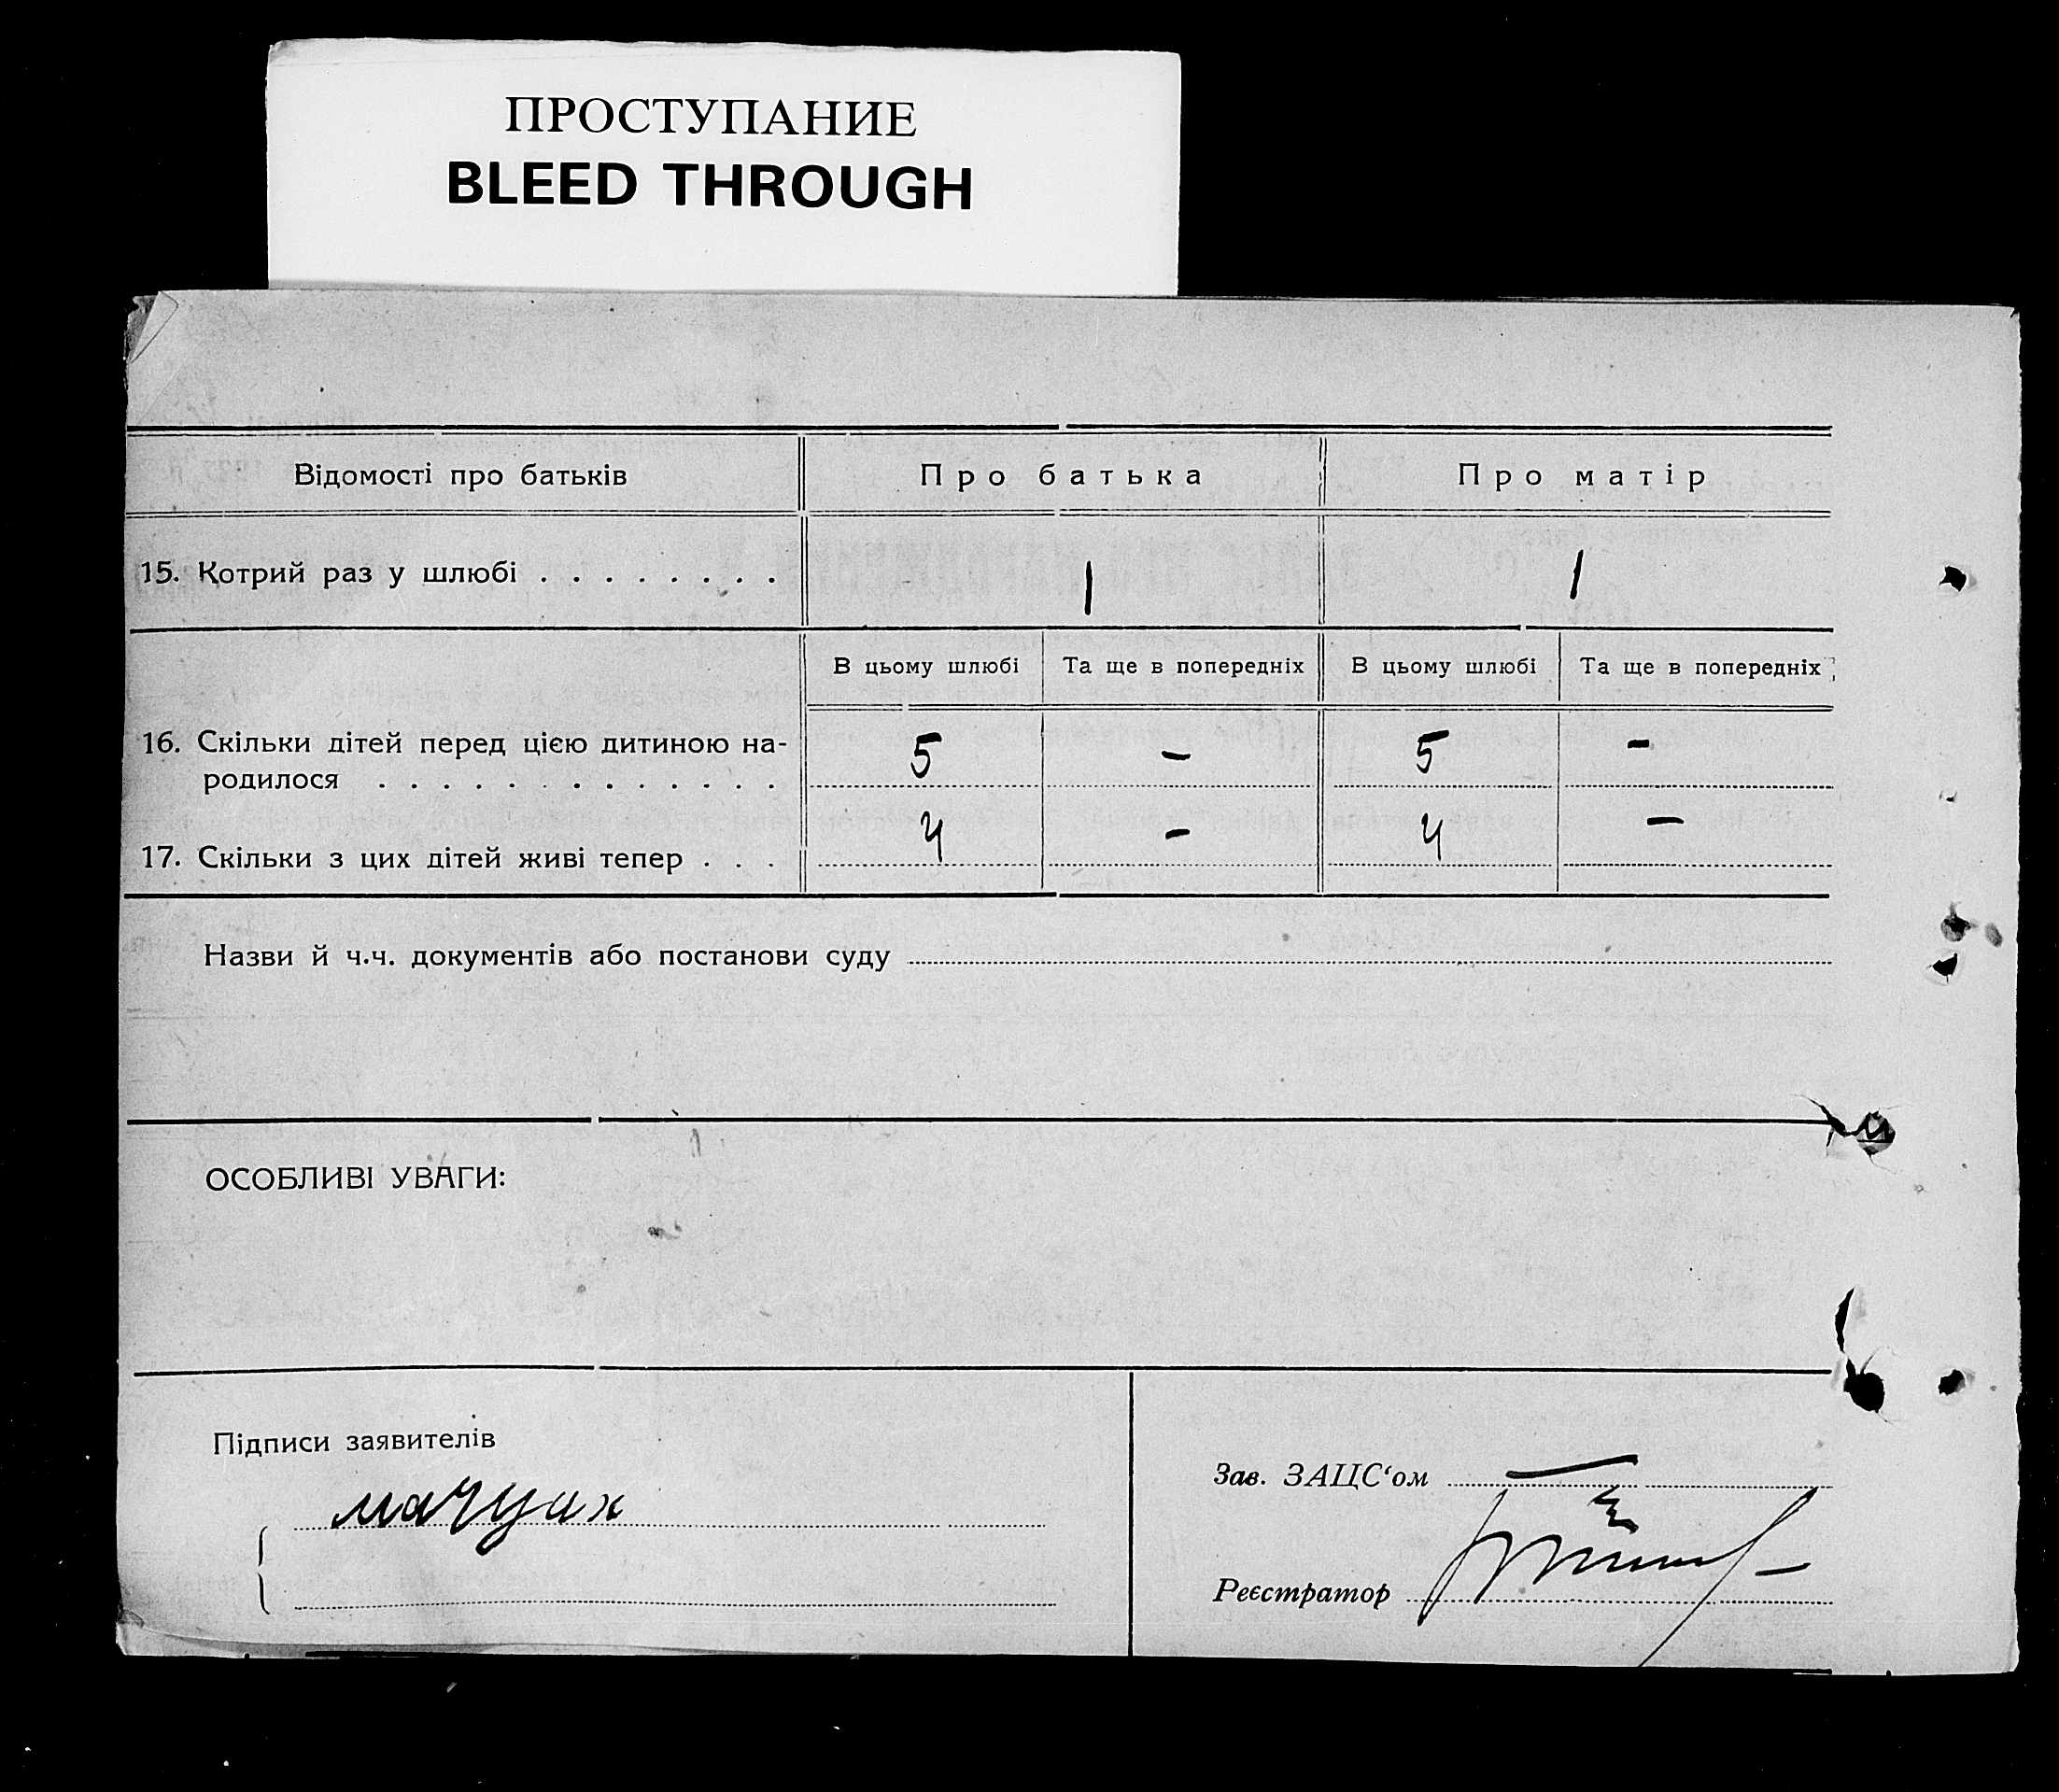 ПРОСТУПАНИЕ
BLEED THROUGH
Відомості про батьків Про батька Про матір
15. Котрий раз у шлюбі . . . . . . . . 1 1
В цьому шлюбі Та ще в попередніх В цьому шлюбі Та ще в попередніх
16. Скільки дітей перед цією дитиною на-
родилося . . . . . . . . . . . . . 5 - 5 -
17. Скільки з цих дітей живі тепер . . . 4 - 4 -
Назви й ч.ч. документів або постанови суду
ОСОБЛИВІ УВАГИ:
Підписи заявителів
Зав. ЗАЦС‘ом —
Реєстратор